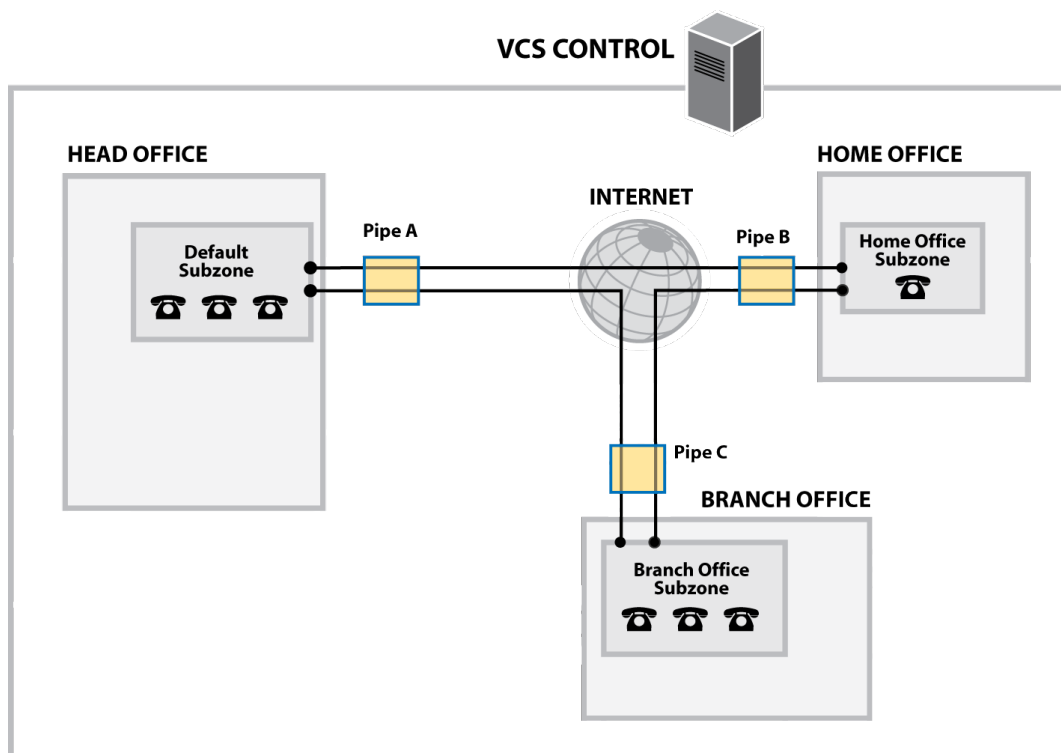 VCS CONTROL
HEAD OFFICE
HOME OFFICE
INTERNET
Pipe A
Pipe B
Default
Subzone
Home Office
Subzone
Pipe C
BRANCH OFFICE
Branch Office
Subzone